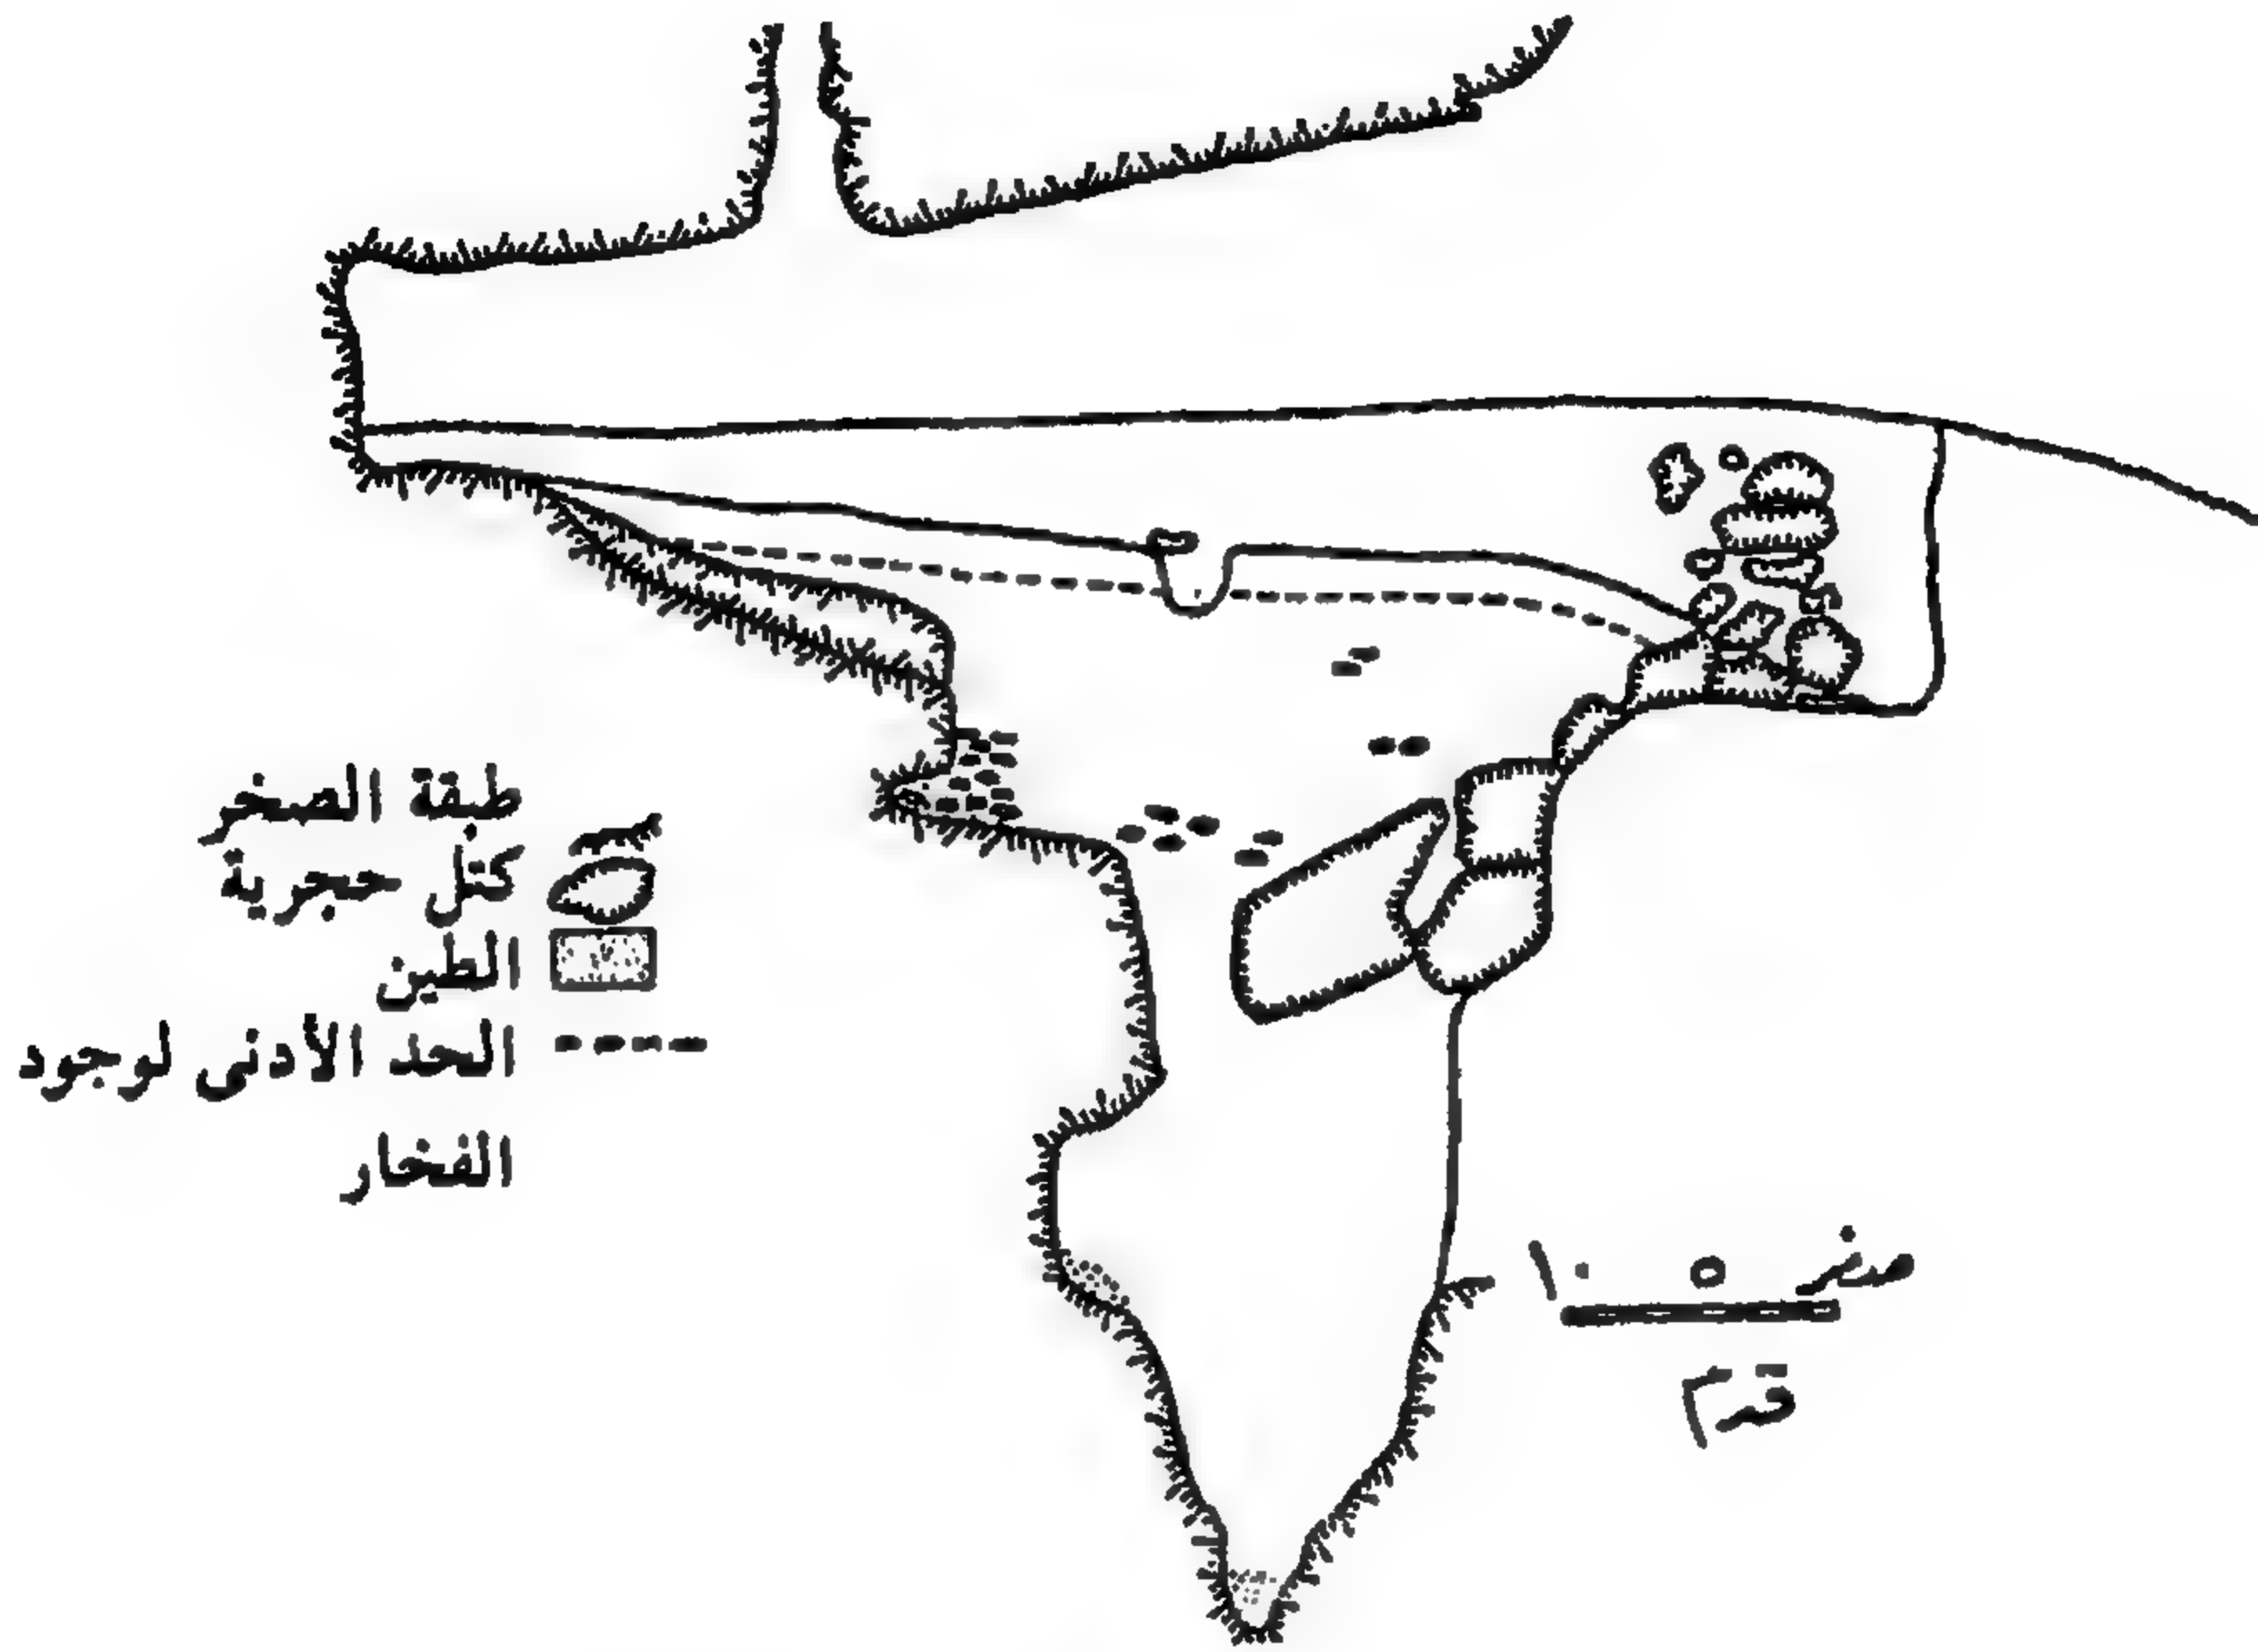 طبقة الصخر
كتل حجرية
الطين
الحد الأدنى لوجود
الفخار
صفر ٥ ١٠
قدم